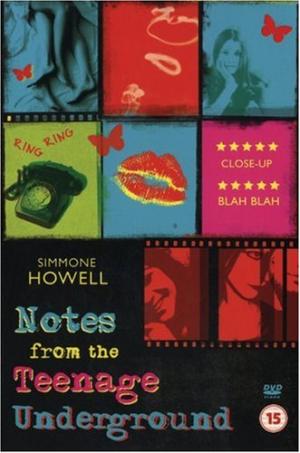 RING RING
★★★★★
CLOSE-UP
★★★★★
BLAH BLAH
SIMMONE
HOWELL
Notes
from the
Teenage
Underground
DVD
15